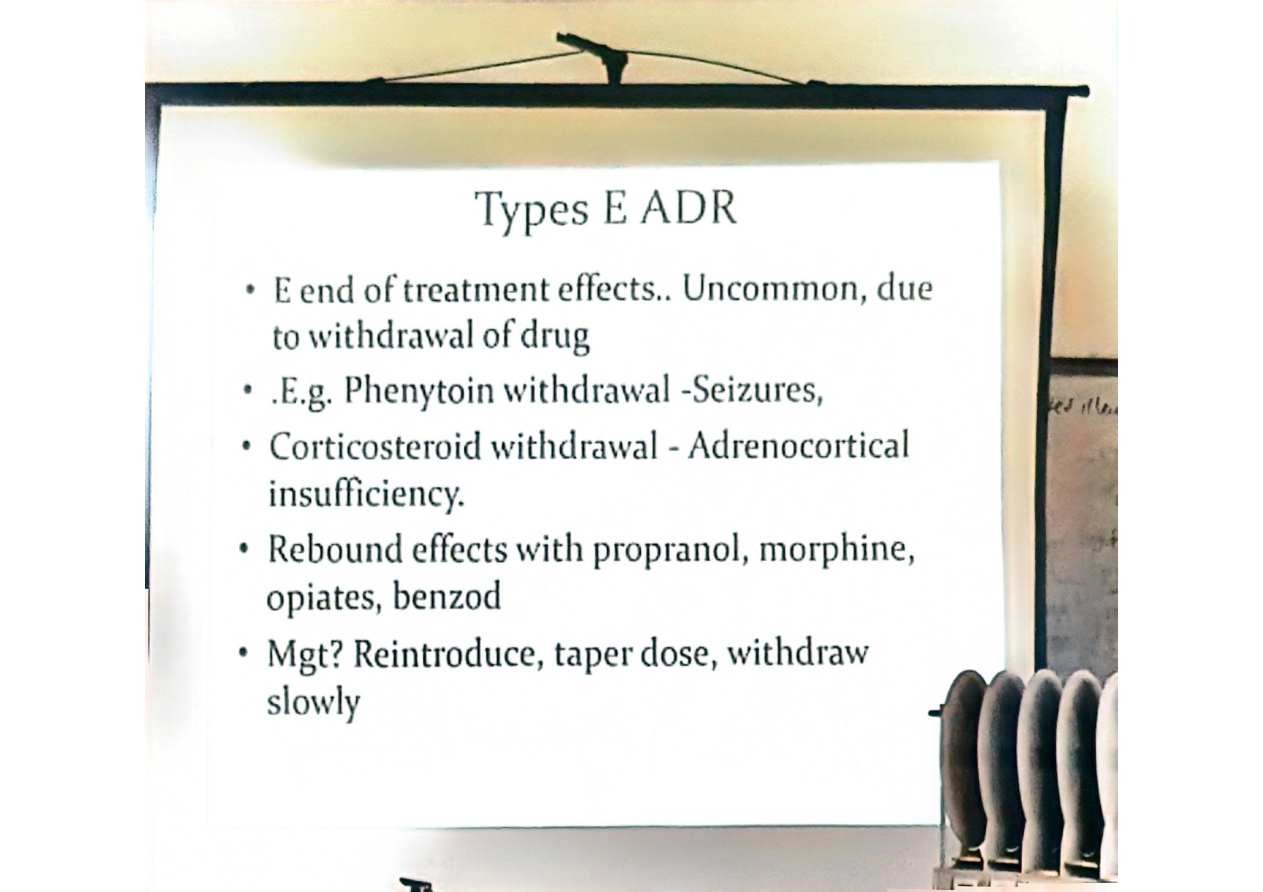 Types E ADR
• E end of treatment effects.. Uncommon, due
to withdrawal of drug
• .E.g. Phenytoin withdrawal -Seizures,
• Corticosteroid withdrawal - Adrenocortical
insufficiency.
• Rebound effects with propranol, morphine,
opiates, benzod
• Mgt? Reintroduce, taper dose, withdraw
slowly